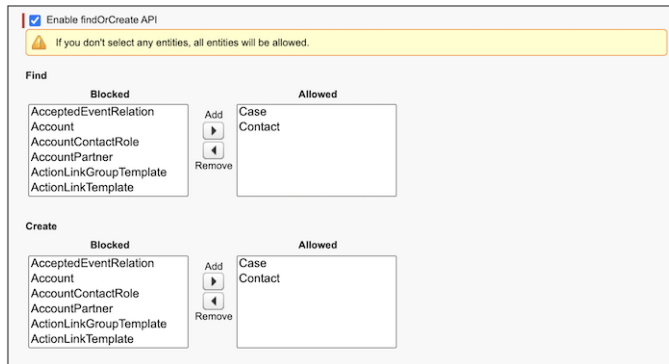 Enable findOrCreate API
If you don't select any entities, all entities will be allowed.
Find
Blocked
Allowed
AcceptedEventRelation
Account
AccountContactRole
AccountPartner
ActionLinkGroupTemplate
ActionLinkTemplate
Add
Remove
Case
Contact
Create
Blocked
Allowed
AcceptedEventRelation
Account
AccountContactRole
AccountPartner
ActionLinkGroupTemplate
ActionLinkTemplate
Add
Remove
Case
Contact